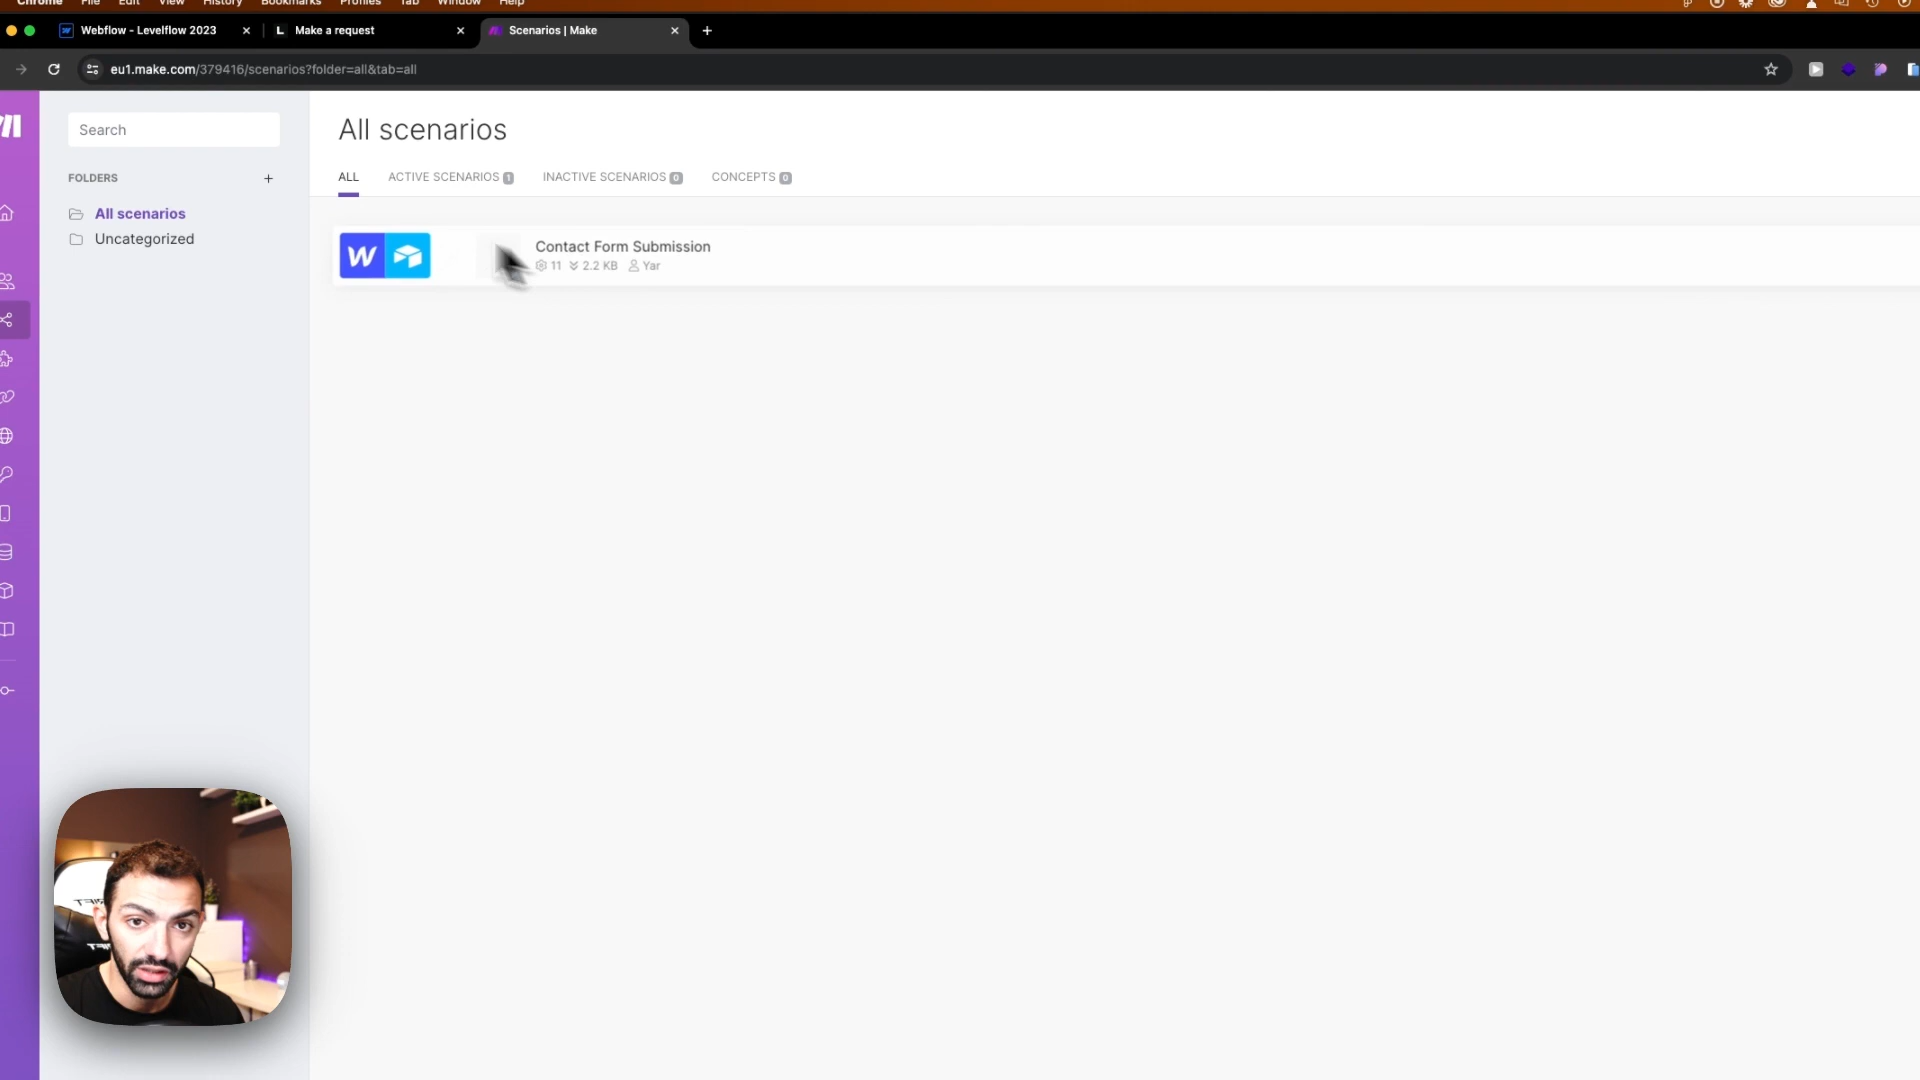 Chrome File Edit View History Bookmarks Profiles Tab Window Help
Webflow - Levelflow 2023
Make a request
Scenarios | Make
eu1.make.com/379416/scenarios?folder=all&tab=all
Search
FOLDERS
All scenarios
Uncategorized
All scenarios
ALL
ACTIVE SCENARIOS 1
INACTIVE SCENARIOS 0
CONCEPTS 0
Contact Form Submission
11 2.2 KB Yar